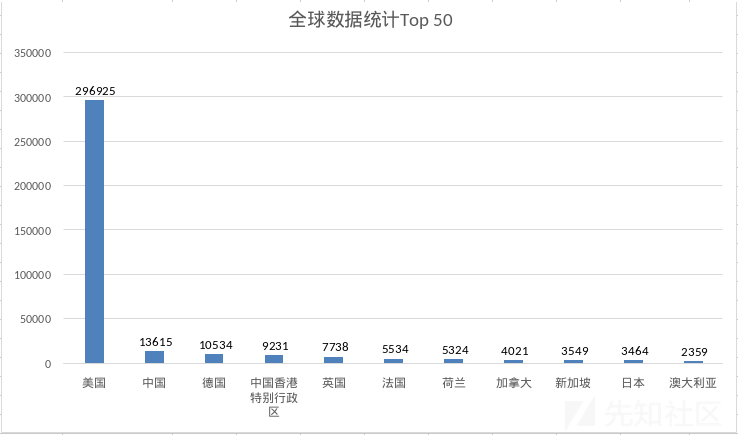 全球数据统计Top 50
350000
300000
250000
200000
150000
100000
50000
0
296925
13615
10534
9231
7738
5534
5324
4021
3549
3464
2359
美国
中国
德国
中国香港
特别行政
区
英国
法国
荷兰
加拿大
新加坡
日本
澳大利亚
先知社区